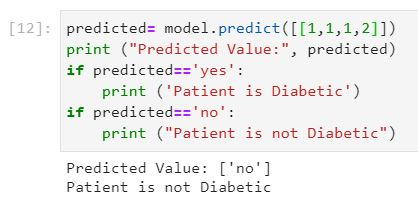 [12]: predicted= model.predict([[1,1,1,2]])
print ("Predicted Value:", predicted)
if predicted=='yes':
    print ('Patient is Diabetic')
if predicted=='no':
    print ("Patient is not Diabetic")
Predicted Value: ['no']
Patient is not Diabetic